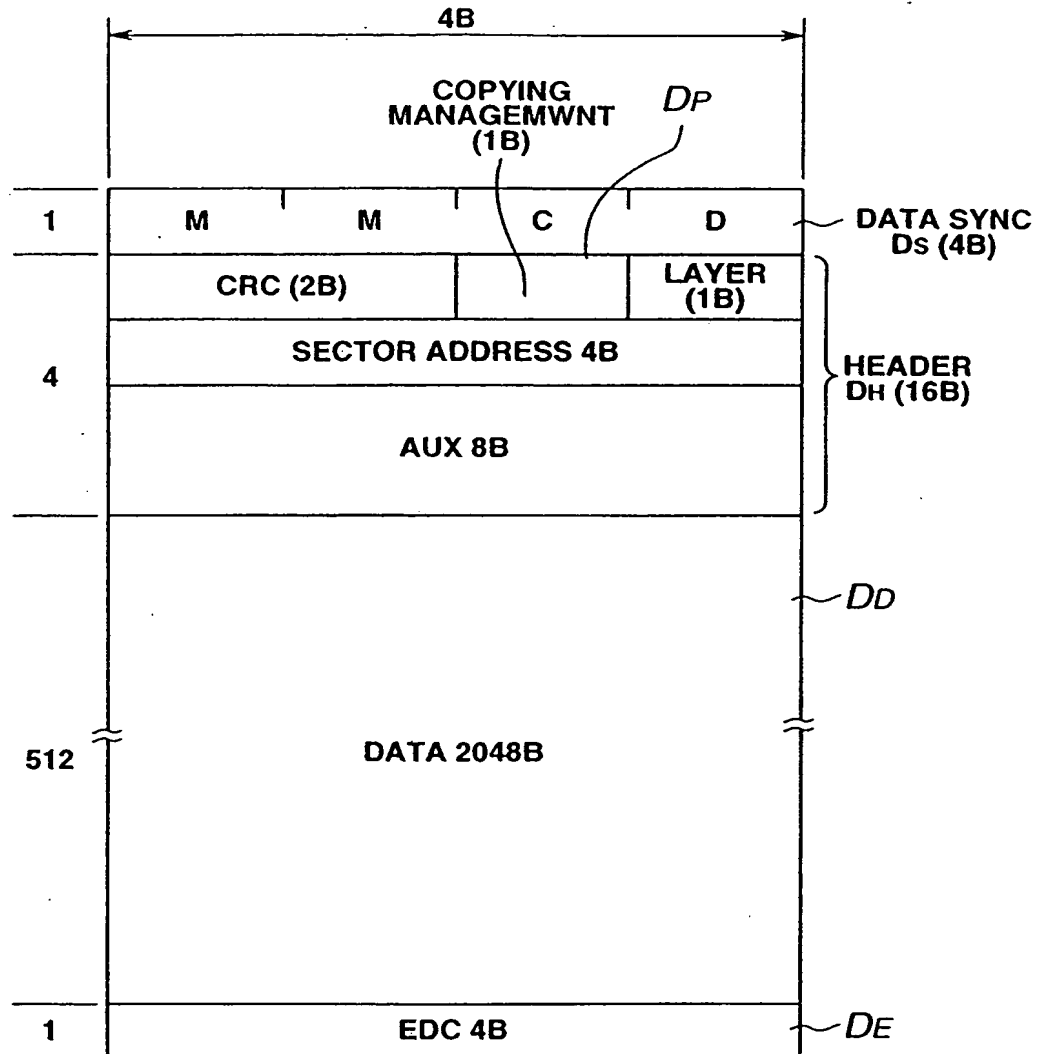 4B
COPYING
MANAGEMWNT
(1B)
DP
1
M M C D
DATA SYNC
DS (4B)
4
CRC (2B)
LAYER
(1B)
SECTOR ADDRESS 4B
AUX 8B
HEADER
DH (16B)
DD
512
DATA 2048B
1
EDC 4B
DE